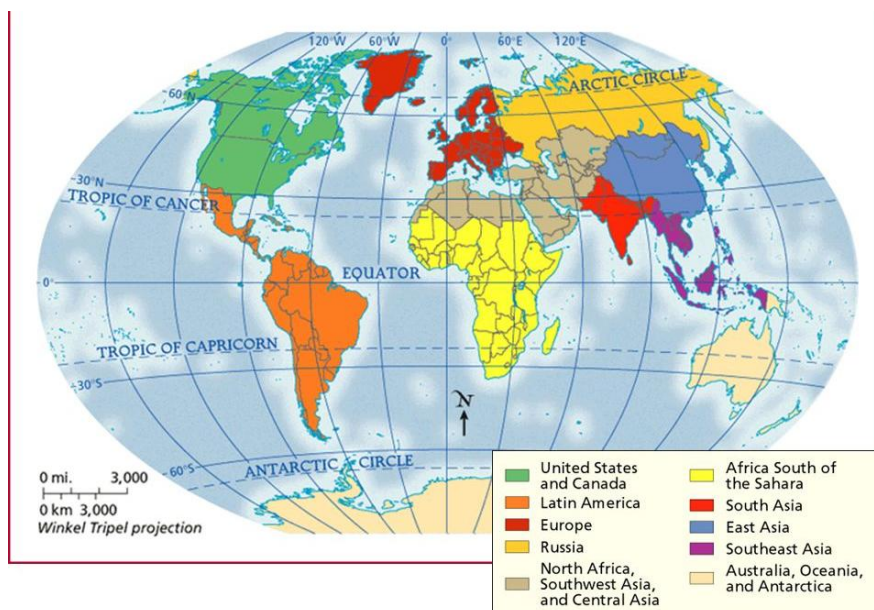 120°W 60°W 0° 60°E 120°E
ARCTIC CIRCLE
60°N
30°N
TROPIC OF CANCER
EQUATOR
0°
TROPIC OF CAPRICORN
30°S
N
60°S
ANTARCTIC CIRCLE
0 mi. 3,000
0 km 3,000
Winkel Tripel projection
United States
and Canada
Latin America
Europe
Russia
North Africa,
Southwest Asia,
and Central Asia
Africa South of
the Sahara
South Asia
East Asia
Southeast Asia
Australia, Oceania,
and Antarctica